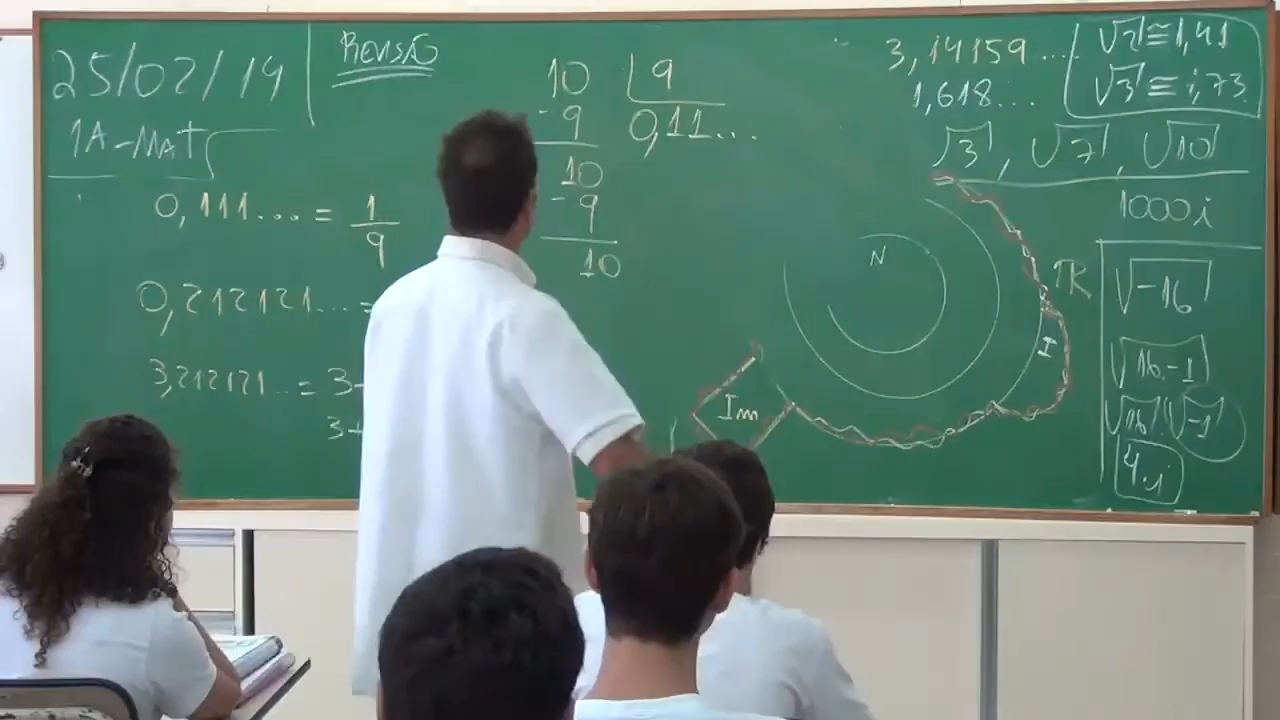 25/02/19
1A-MAT
REVISÃO
0,111... = 1/9
0,212121... =
3,212121... = 3+
3+
10 | 9
-9 0,11...
10
-9
10
N
I
Im
ℝ
3,14159....
1,618...
√2 ≅ 1,41
√3 ≅ 1,73
√3, √7, √10
1000i
√-16
√16.-1
√16.√-1
4.i